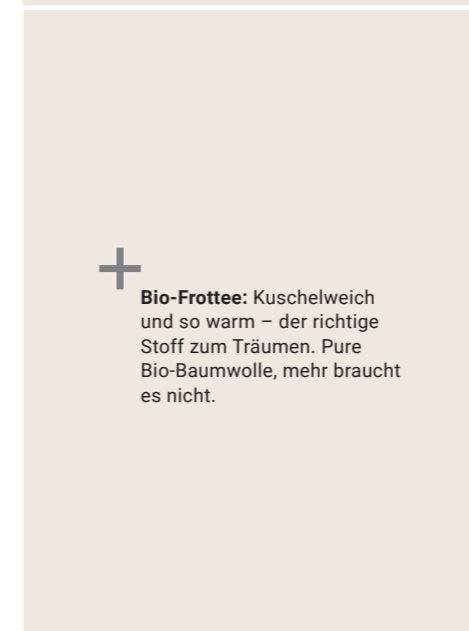 Bio-Frottee: Kuschelweich
und so warm – der richtige
Stoff zum Träumen. Pure
Bio-Baumwolle, mehr braucht
es nicht.